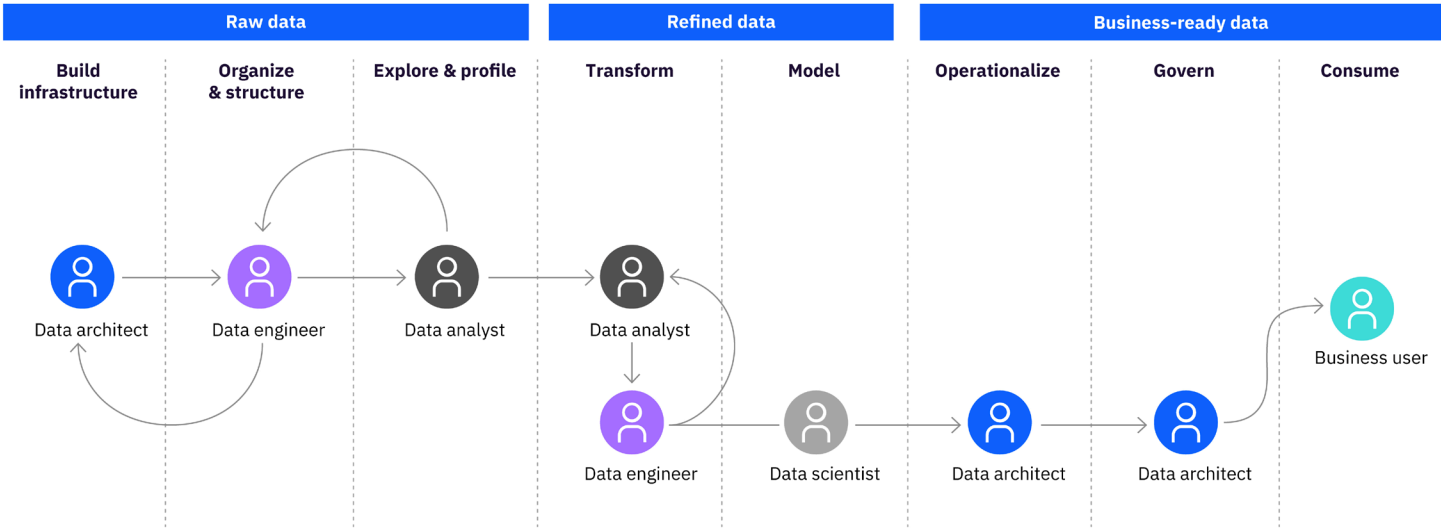 Raw data
Refined data
Business-ready data
Build
infrastructure
Organize
& structure
Explore & profile
Transform
Model
Operationalize
Govern
Consume
Data architect
Data engineer
Data analyst
Data analyst
Business user
Data engineer
Data scientist
Data architect
Data architect